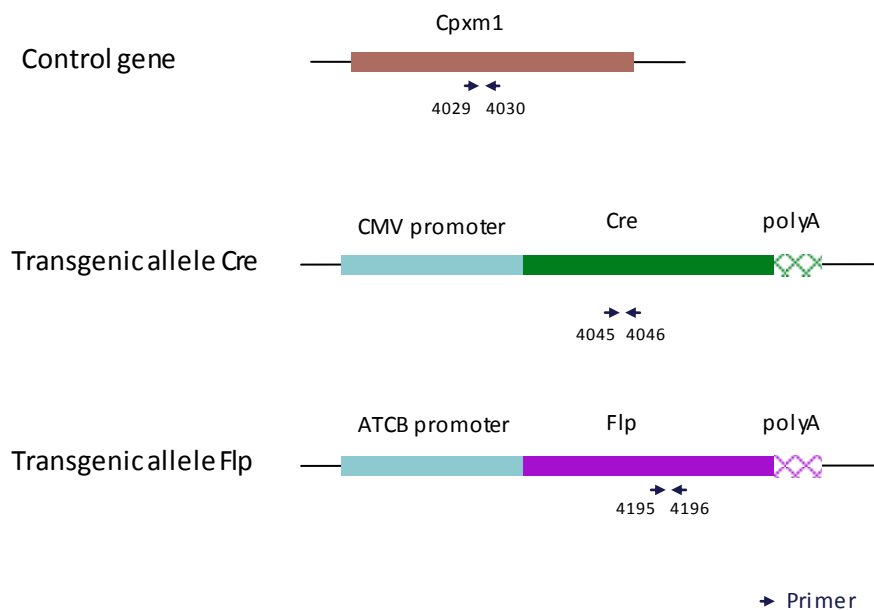 Cpxm1
Control gene
4029 4030
CMV promoter Cre polyA
Transgenic allele Cre
4045 4046
ATCB promoter Flp polyA
Transgenic allele Flp
4195 4196
Primer